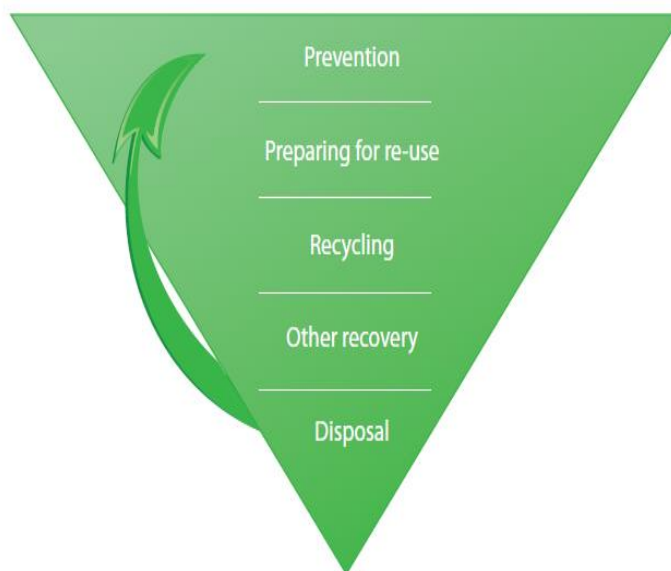 Prevention
Preparing for re-use
Recycling
Other recovery
Disposal